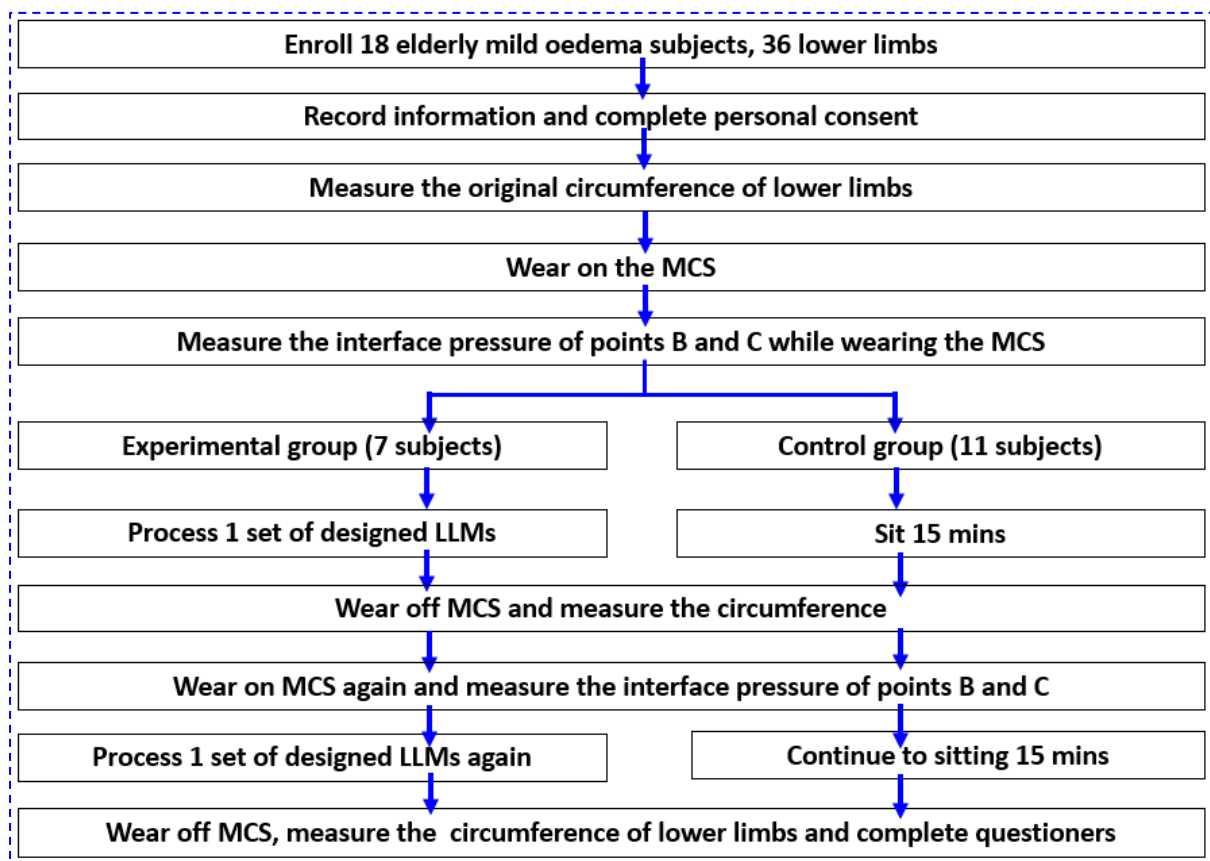 Enroll 18 elderly mild oedema subjects, 36 lower limbs
Record information and complete personal consent
Measure the original circumference of lower limbs
Wear on the MCS
Measure the interface pressure of points B and C while wearing the MCS
Experimental group (7 subjects)
Control group (11 subjects)
Process 1 set of designed LLMs
Sit 15 mins
Wear off MCS and measure the circumference
Wear on MCS again and measure the interface pressure of points B and C
Process 1 set of designed LLMs again
Continue to sitting 15 mins
Wear off MCS, measure the circumference of lower limbs and complete questioners